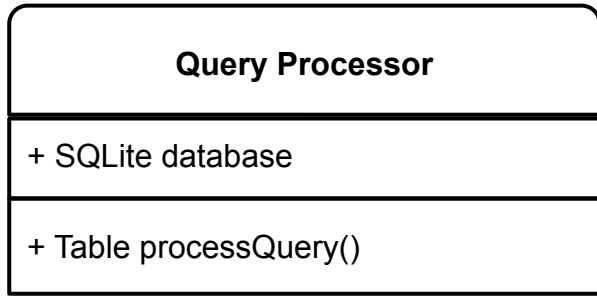 Query Processor
+ SQLite database
+ Table processQuery()